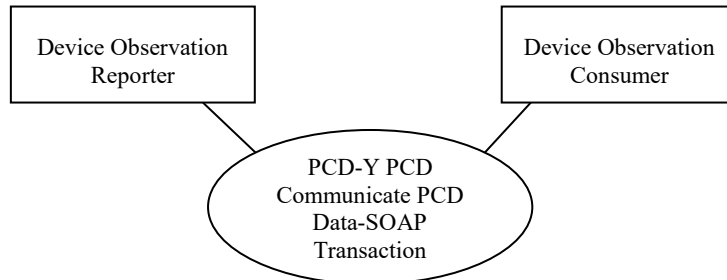 Device Observation
Reporter
Device Observation
Consumer
PCD-Y PCD
Communicate PCD
Data-SOAP
Transaction